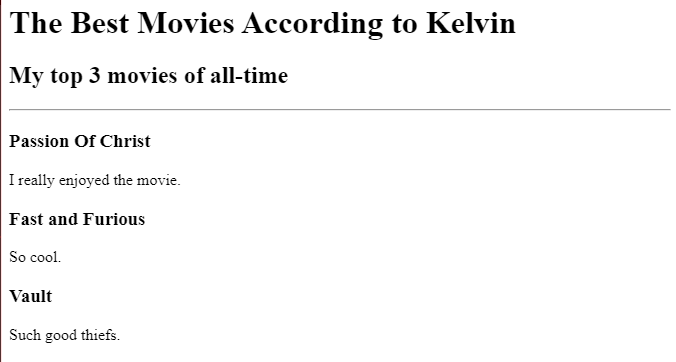 The Best Movies According to Kelvin
My top 3 movies of all-time
Passion Of Christ
I really enjoyed the movie.
Fast and Furious
So cool.
Vault
Such good thiefs.